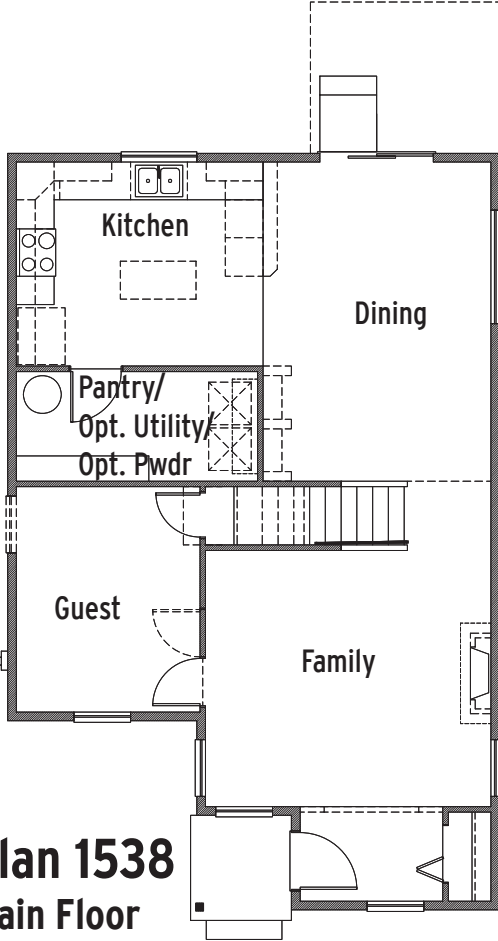 Kitchen
Dining
Pantry/
Opt. Utility/
Opt. Pwdr
Guest
Family
lan 1538
ain Floor